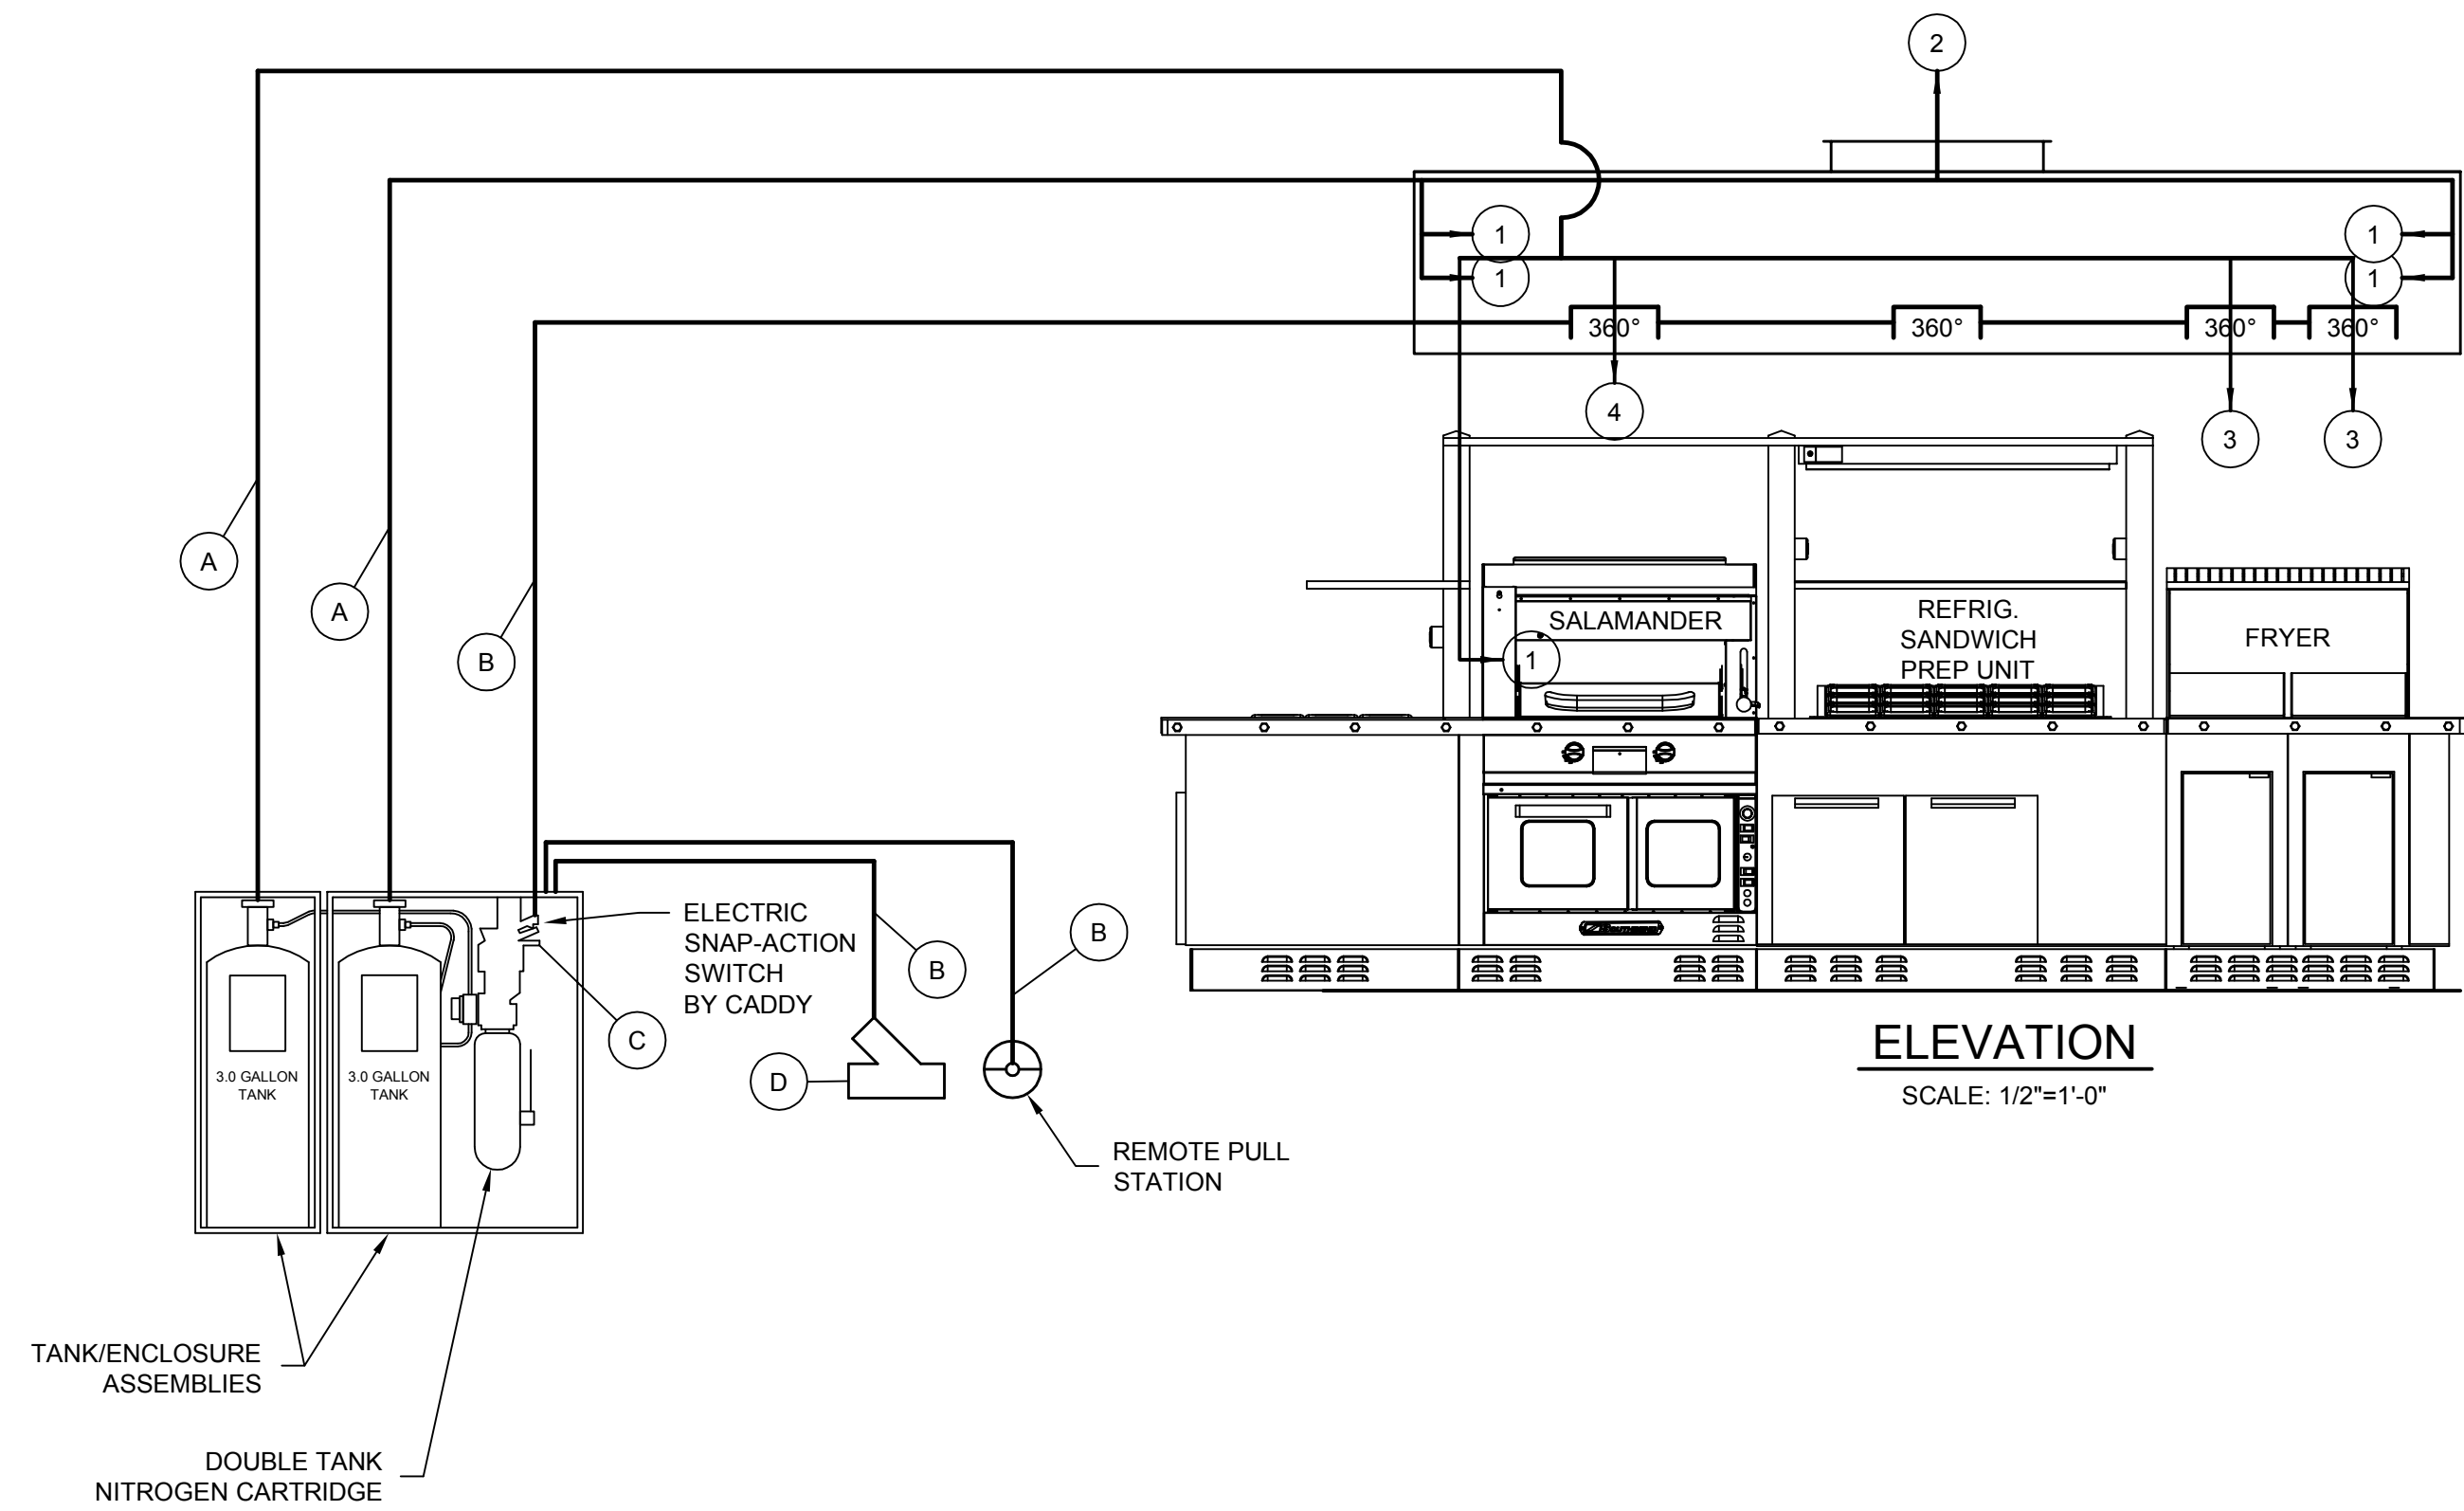 2
1
1
1
1
360°
360°
360°
360°
4
3
3
A
A
B
SALAMANDER
1
REFRIG.
SANDWICH
PREP UNIT
FRYER
ELECTRIC
SNAP-ACTION
SWITCH
BY CADDY
B
B
C
D
3.0 GALLON
TANK
3.0 GALLON
TANK
ELEVATION
SCALE: 1/2"=1'-0"
REMOTE PULL
STATION
TANK/ENCLOSURE
ASSEMBLIES
DOUBLE TANK
NITROGEN CARTRIDGE